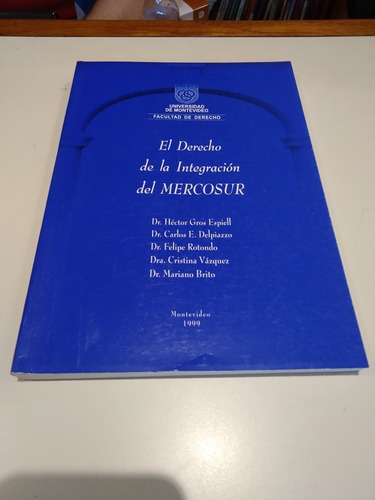 UNIVERSIDAD
DE MONTEVIDEO
FACULTAD DE DERECHO
El Derecho
de la Integración
del MERCOSUR
Dr. Héctor Gros Espiell
Dr. Carlos E. Delpiazzo
Dr. Felipe Rotondo
Dra. Cristina Vázquez
Dr. Mariano Brito
Montevideo
1999